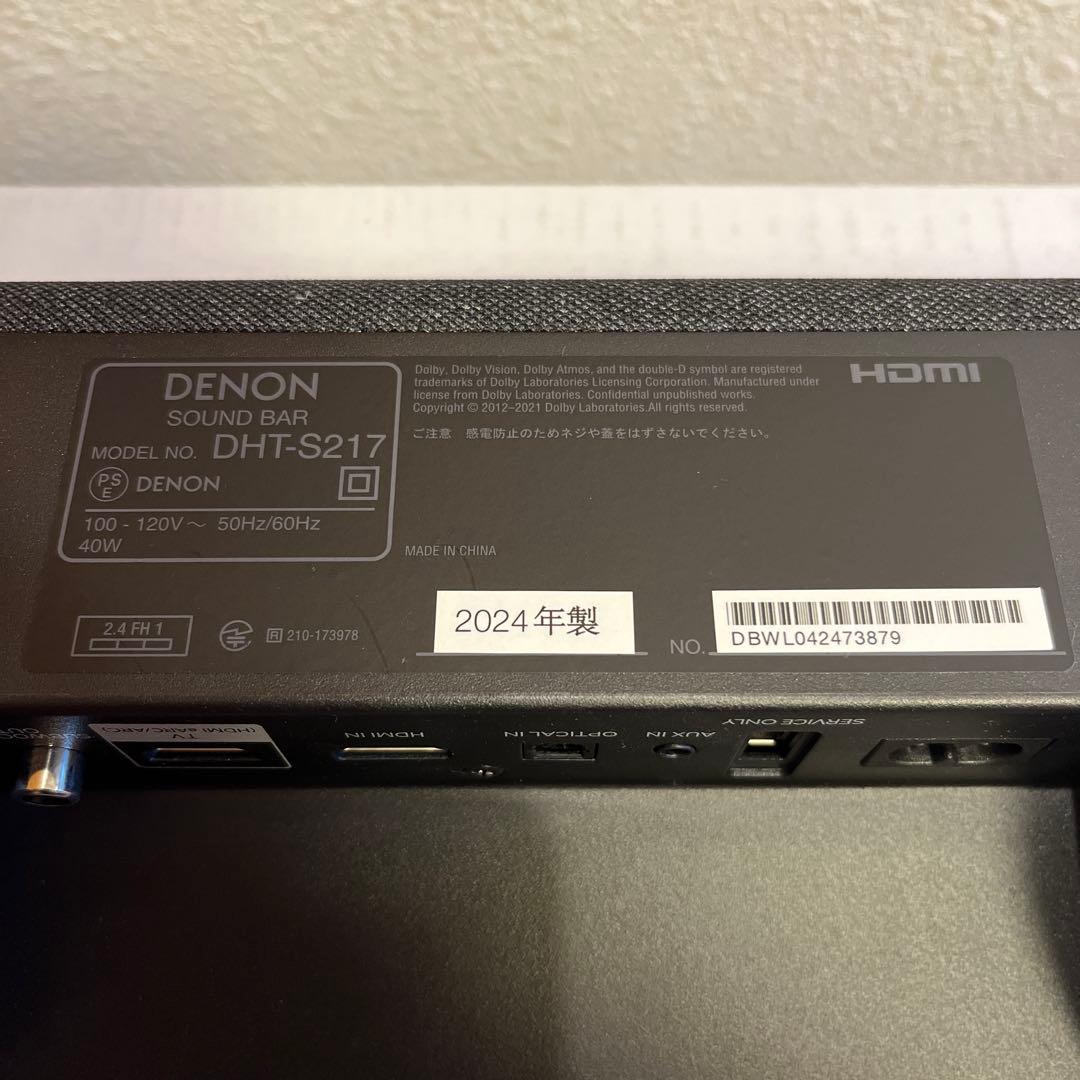 DENON
SOUND BAR
MODEL NO. DHT-S217
PS
E
DENON
100 - 120V～ 50Hz/60Hz
40W
Dolby, Dolby Vision, Dolby Atmos, and the double-D symbol are registered
trademarks of Dolby Laboratories Licensing Corporation. Manufactured under
license from Dolby Laboratories. Confidential unpublished works.
Copyright © 2012–2021 Dolby Laboratories.All rights reserved.
ご注意 感電防止のためネジや蓋をはずさないでください。
HDMI
MADE IN CHINA
2.4 FH 1
R 210-173978
2024年製
NO. DBWL042473879
TV
(HDMI eARC/ARC)
HDMI IN
OPTICAL IN
AUX IN
SERVICE ONLY